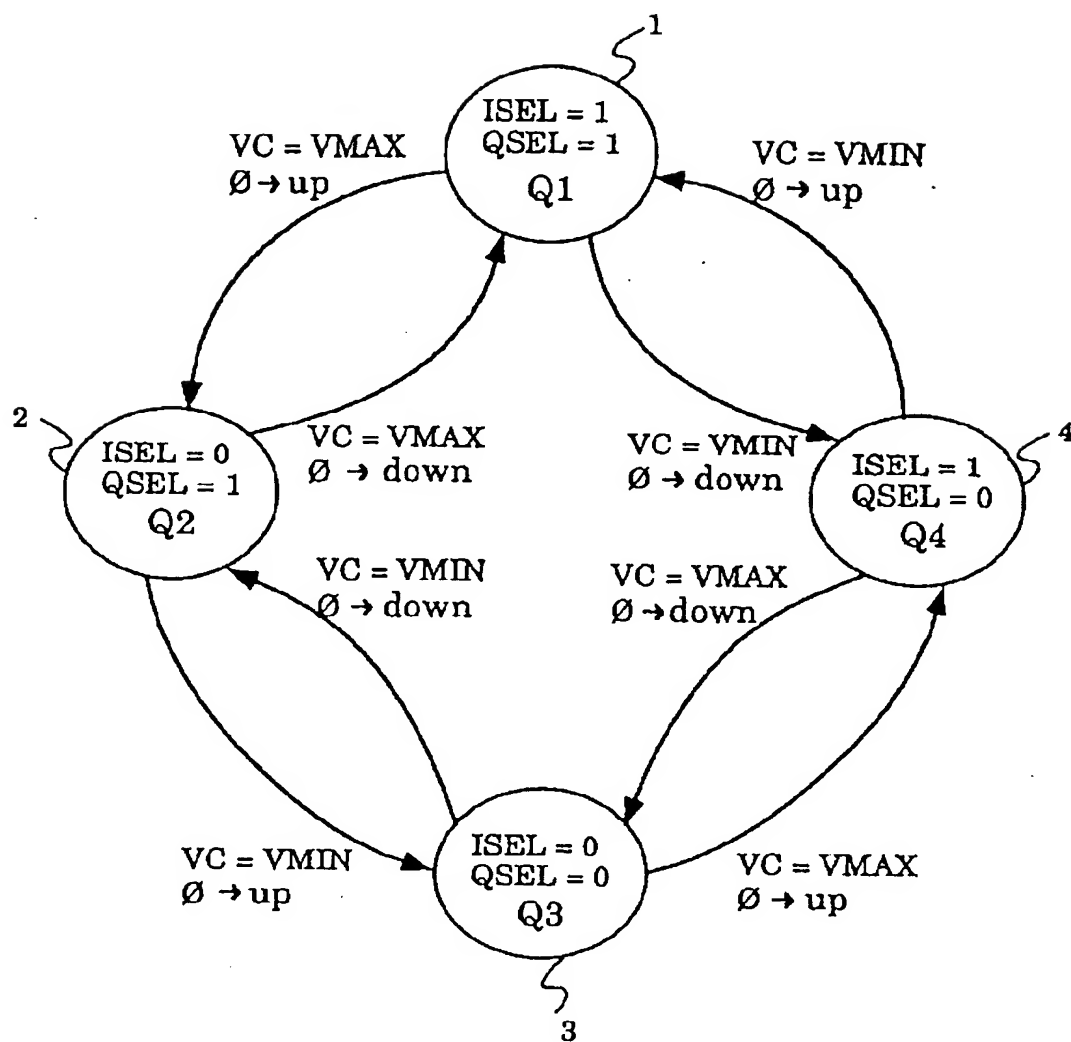 1
ISEL = 1
QSEL = 1
Q1
VC = VMAX
Ø → up
VC = VMIN
Ø → up
2
ISEL = 0
QSEL = 1
Q2
VC = VMAX
Ø → down
VC = VMIN
Ø → down
4
ISEL = 1
QSEL = 0
Q4
VC = VMIN
Ø → down
VC = VMAX
Ø → down
VC = VMIN
Ø → up
ISEL = 0
QSEL = 0
Q3
VC = VMAX
Ø → up
3